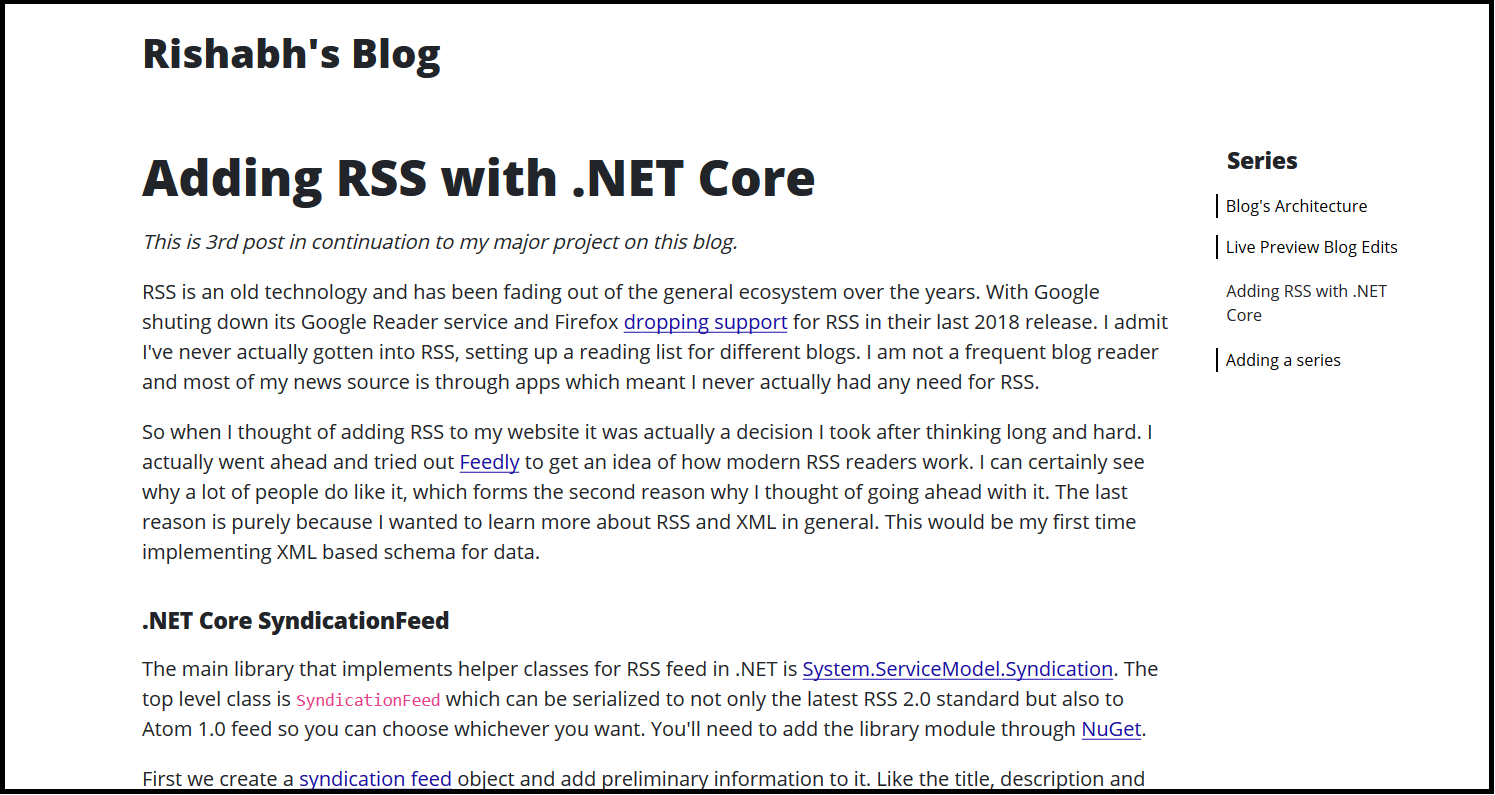 Rishabh's Blog
Adding RSS with .NET Core
This is 3rd post in continuation to my major project on this blog.
RSS is an old technology and has been fading out of the general ecosystem over the years. With Google
shuting down its Google Reader service and Firefox dropping support for RSS in their last 2018 release. I admit
I've never actually gotten into RSS, setting up a reading list for different blogs. I am not a frequent blog reader
and most of my news source is through apps which meant I never actually had any need for RSS.
So when I thought of adding RSS to my website it was actually a decision I took after thinking long and hard. I
actually went ahead and tried out Feedly to get an idea of how modern RSS readers work. I can certainly see
why a lot of people do like it, which forms the second reason why I thought of going ahead with it. The last
reason is purely because I wanted to learn more about RSS and XML in general. This would be my first time
implementing XML based schema for data.
.NET Core SyndicationFeed
The main library that implements helper classes for RSS feed in .NET is System.ServiceModel.Syndication. The
top level class is SyndicationFeed which can be serialized to not only the latest RSS 2.0 standard but also to
Atom 1.0 feed so you can choose whichever you want. You'll need to add the library module through NuGet.
First we create a syndication feed object and add preliminary information to it. Like the title, description and
Series
Blog's Architecture
Live Preview Blog Edits
Adding RSS with .NET
Core
Adding a series